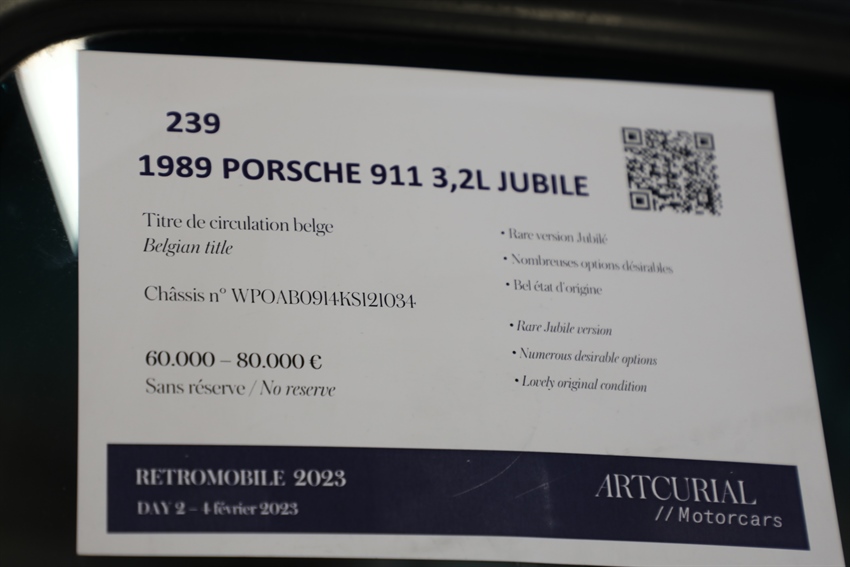 239
1989 PORSCHE 911 3,2L JUBILE
Titre de circulation belge
Belgian title
Châssis n° WPOAB0914KS121034
60.000 – 80.000 €
Sans réserve / No reserve
• Rare version Jubilé
• Nombreuses options désirables
• Bel état d'origine
• Rare Jubile version
• Numerous desirable options
• Lovely original condition
RETROMOBILE 2023
DAY 2 – 4 février 2023
ARTCURIAL
// Motorcars